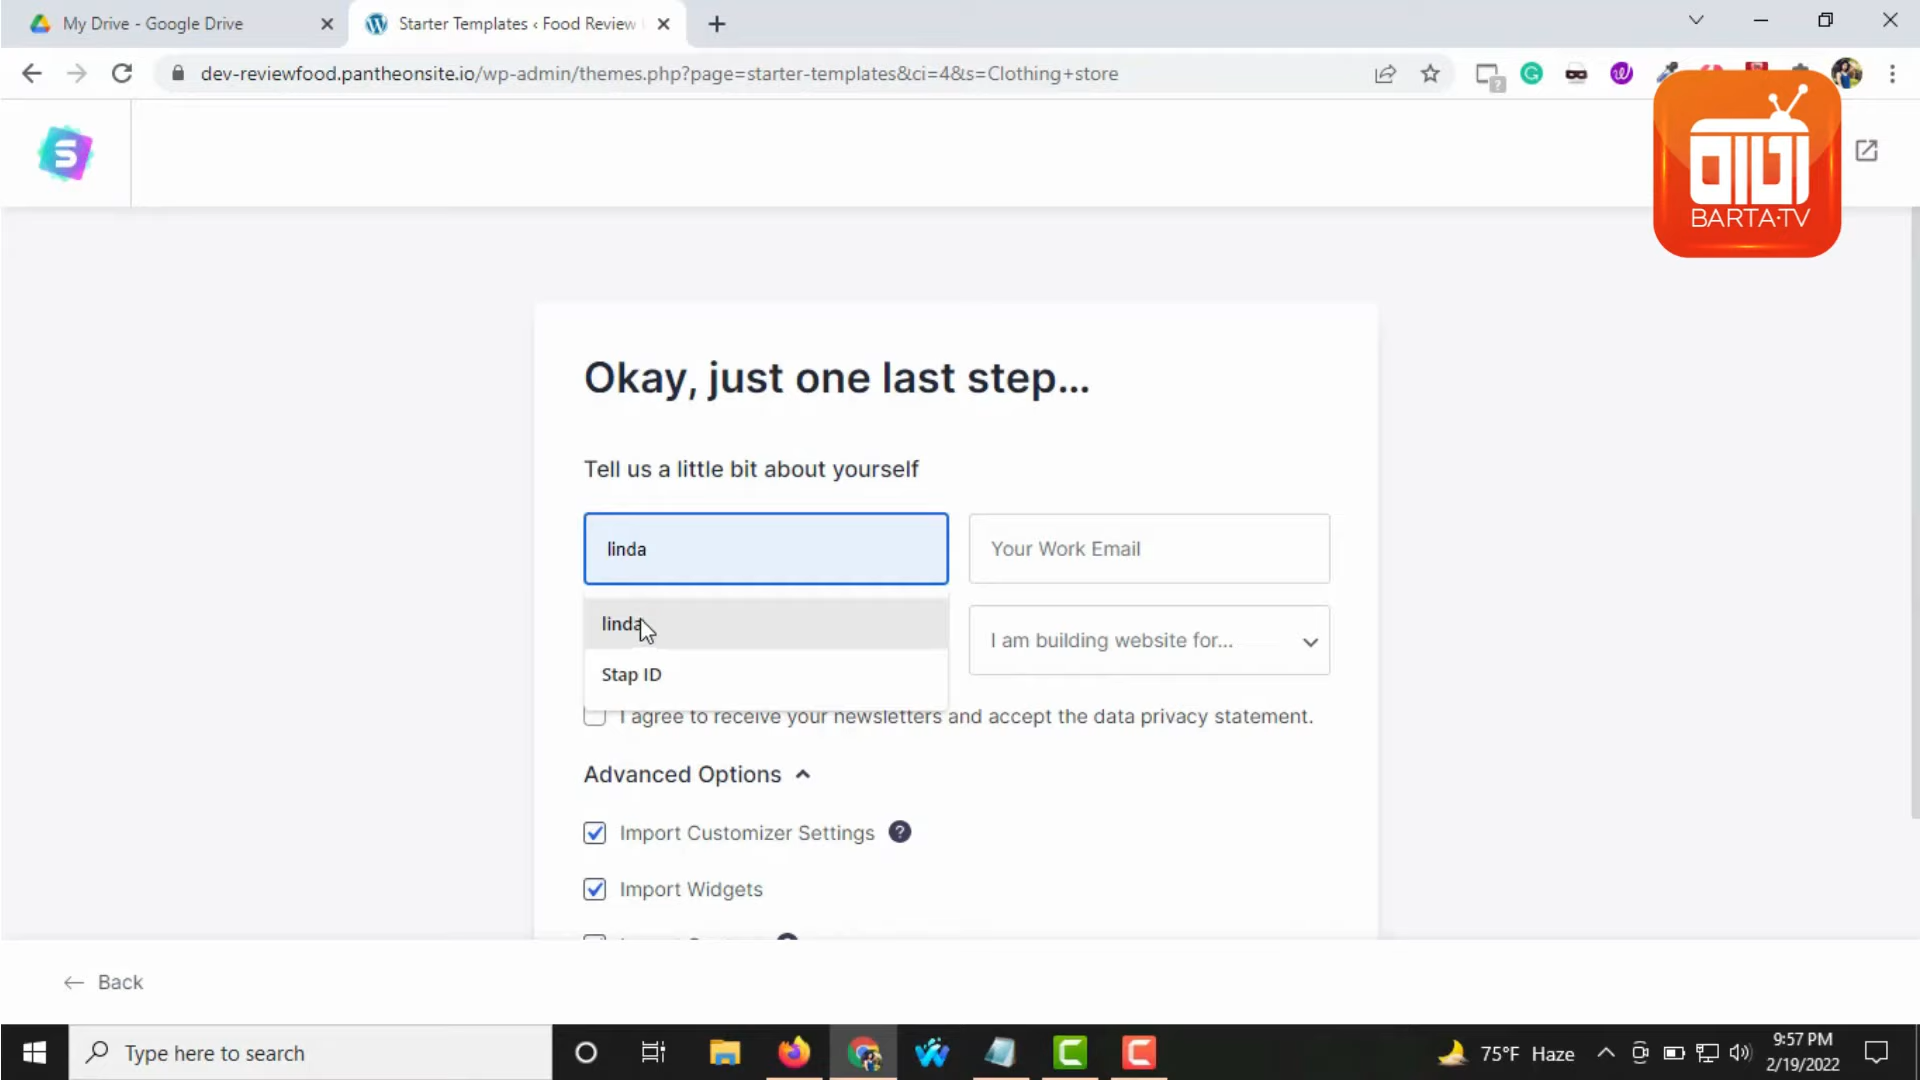 My Drive - Google Drive
Starter Templates ‹ Food Review
dev-reviewfood.pantheonsite.io/wp-admin/themes.php?page=starter-templates&ci=4&s=Clothing+store
BARTA·TV
Okay, just one last step...
Tell us a little bit about yourself
linda
Your Work Email
linda
I am building website for...
Stap ID
I agree to receive your newsletters and accept the data privacy statement.
Advanced Options
Import Customizer Settings ?
Import Widgets
← Back
Type here to search
75°F Haze
9:57 PM
2/19/2022